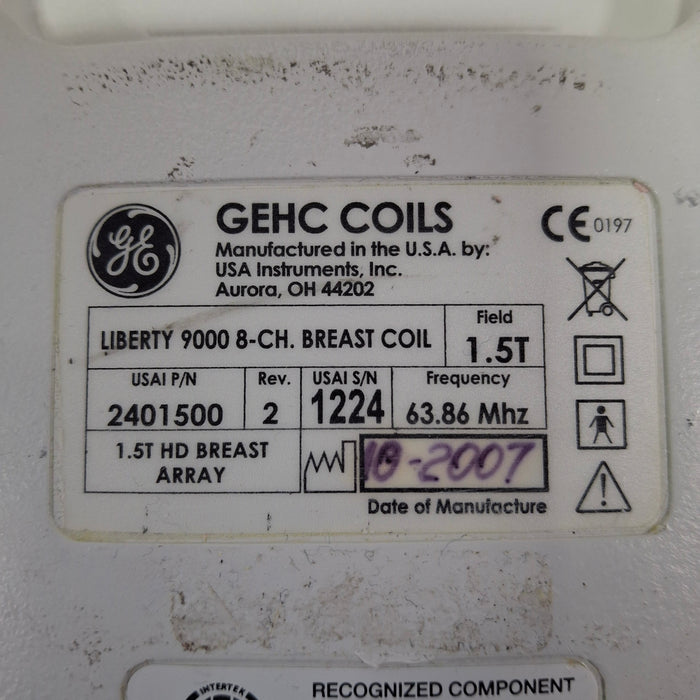 GE
GEHC COILS
Manufactured in the U.S.A. by:
USA Instruments, Inc.
Aurora, OH 44202
CE 0197
LIBERTY 9000 8-CH. BREAST COIL
Field
1.5T
USAI P/N
2401500
Rev.
2
USAI S/N
1224
Frequency
63.86 Mhz
1.5T HD BREAST
ARRAY
-2007
Date of Manufacture
INTERTEK
RECOGNIZED COMPONENT